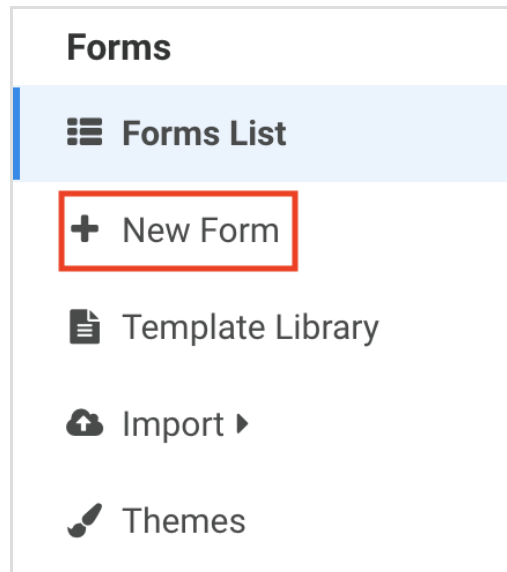 Forms
Forms List
New Form
Template Library
Import
Themes